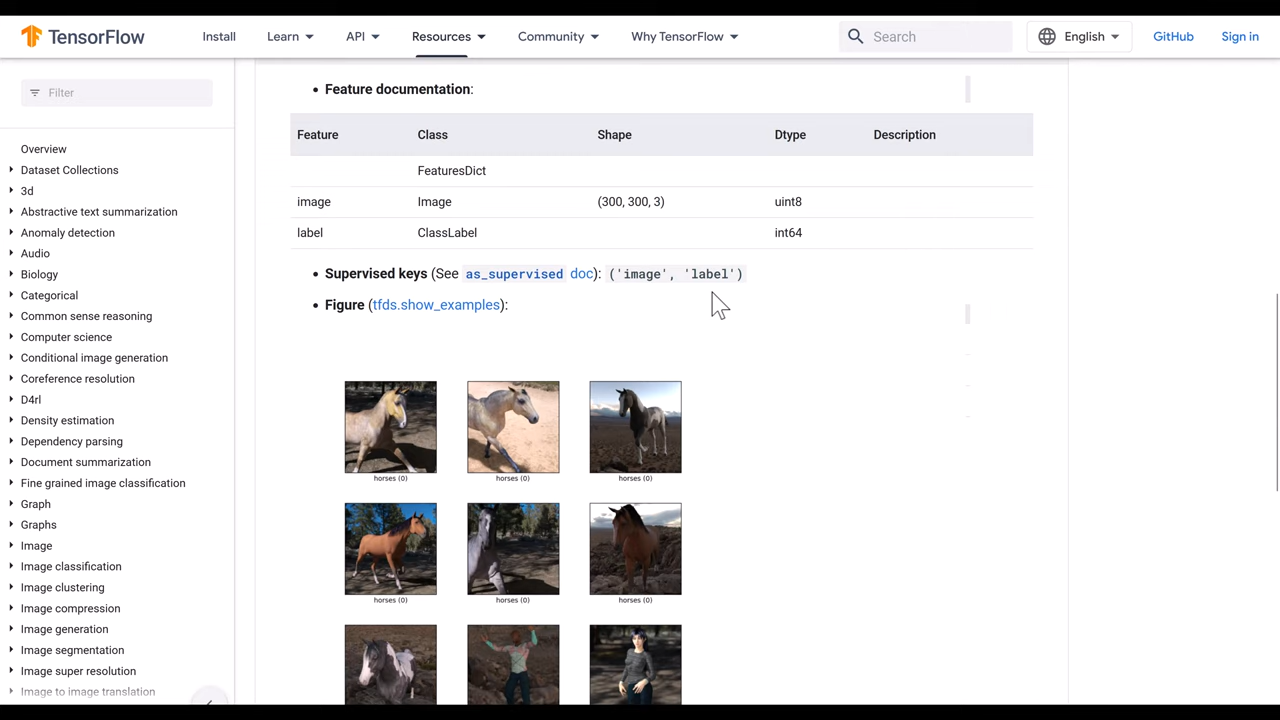 TensorFlow
Install
Learn
API
Resources
Community
Why TensorFlow
Search
English
GitHub
Sign in
Filter
Overview
Dataset Collections
3d
Abstractive text summarization
Anomaly detection
Audio
Biology
Categorical
Common sense reasoning
Computer science
Conditional image generation
Coreference resolution
D4rl
Density estimation
Dependency parsing
Document summarization
Fine grained image classification
Graph
Graphs
Image
Image classification
Image clustering
Image compression
Image generation
Image segmentation
Image super resolution
Image to image translation
Feature documentation:
Feature Class Shape Dtype Description
FeaturesDict
image Image (300, 300, 3) uint8
label ClassLabel int64
Supervised keys (See as_supervised doc): ('image', 'label')
Figure (tfds.show_examples):
horses (0) horses (0) horses (0)
horses (0) horses (0) horses (0)